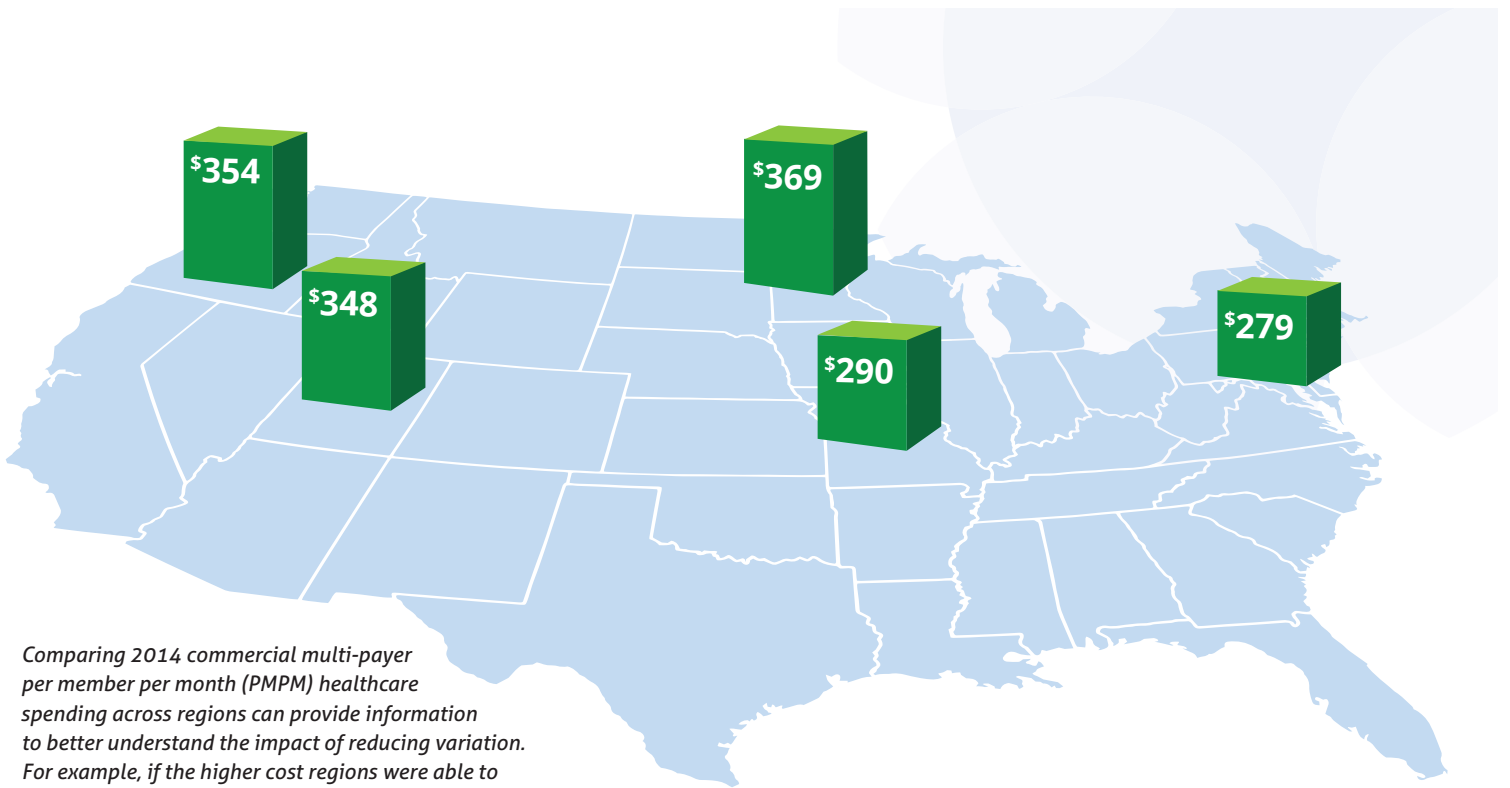 $354
$369
$348
$279
$290
Comparing 2014 commercial multi-payer
per member per month (PMPM) healthcare
spending across regions can provide information
to better understand the impact of reducing variation.
For example, if the higher cost regions were able to